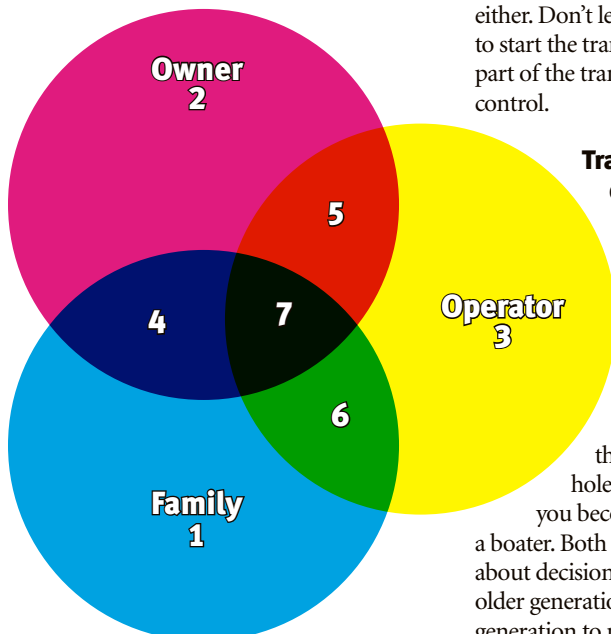 Owner
2
5
4
7
Operator
3
6
Family
1
either. Don’t le
to start the tra
part of the tra
control.
Tra
th
hole
you bec
a boater. Both
about decision
older generatio